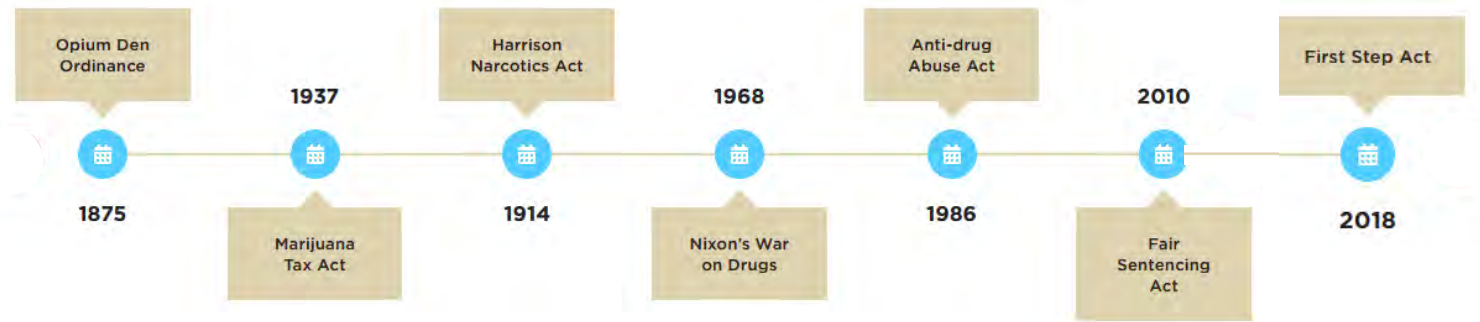 Opium Den
Ordinance
1875
1937
Marijuana
Tax Act
Harrison
Narcotics Act
1914
1968
Nixon's War
on Drugs
Anti-drug
Abuse Act
1986
2010
Fair
Sentencing
Act
First Step Act
2018